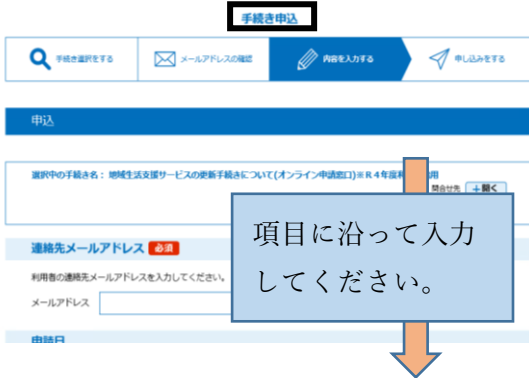 手続き申込
手続き選択をする
メールアドレスの確認
内容を入力する
申し込みをする
申込
選択中の手続き名： 地域生活支援サービスの更新手続きについて(オンライン申請窓口)※R４年度利
用
問合せ先 ＋開く
項目に沿って入力
してください。
連絡先メールアドレス 必須
利用者の連絡先メールアドレスを入力してください。
メールアドレス
申請日